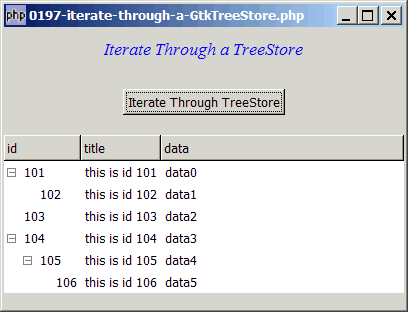 php 0197-iterate-through-a-GtkTreeStore.php
Iterate Through a TreeStore
Iterate Through TreeStore
id title data
101 this is id 101 data0
102 this is id 102 data1
103 this is id 103 data2
104 this is id 104 data3
105 this is id 105 data4
106 this is id 106 data5